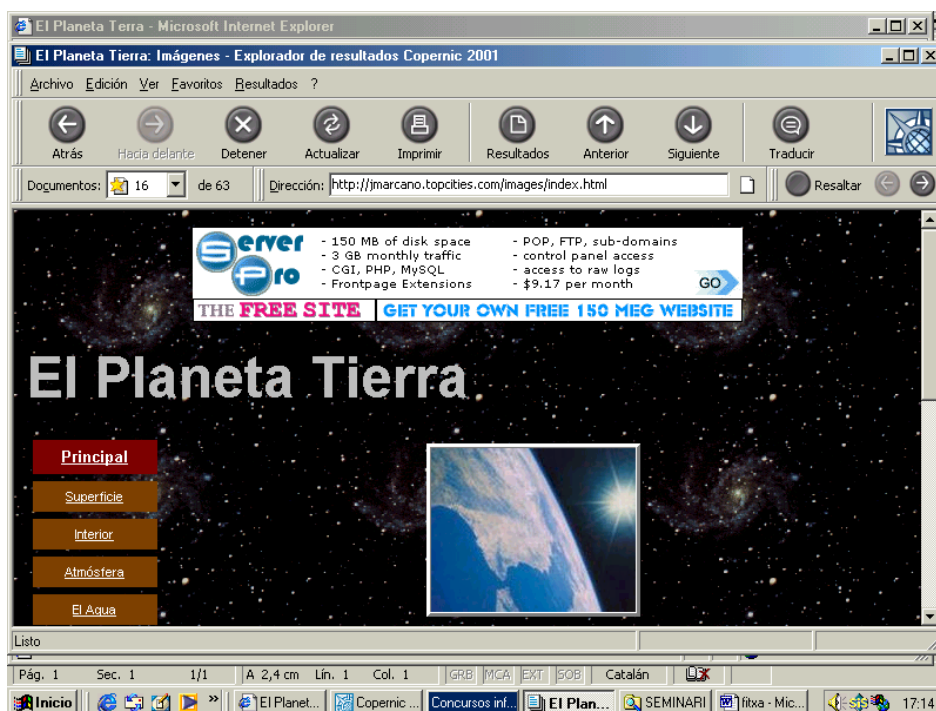 El Planeta Terra - Microsoft Internet Explorer
El Planeta Tierra: Imágenes - Explorador de resultados Copernic 2001
Archivo Edición Ver Favoritos Resultados ?
Atrás Hacia delante Detener Actualizar Imprimir Resultados Anterior Siguiente Traducir
Documentos: 16 de 63 Dirección: http://jmarcano.topcities.com/images/index.html Resaltar
Server Pro
- 150 MB of disk space - POP, FTP, sub-domains
- 3 GB monthly traffic - control panel access
- CGI, PHP, MySQL - access to raw logs
- Frontpage Extensions - $9.17 per month GO
THE FREE SITE GET YOUR OWN FREE 150 MEG WEBSITE
El Planeta Tierra
Principal
Superficie
Interior
Atmósfera
El Agua
Listo
Pág. 1 Sec. 1 1/1 A 2,4 cm Lín. 1 Col. 1 GRB MCA EXT SOB Catalán
Inicio » El Planet... Copernic ... Concursos inf... El Plan... SEMINARI fitxa - Mic... 17:14